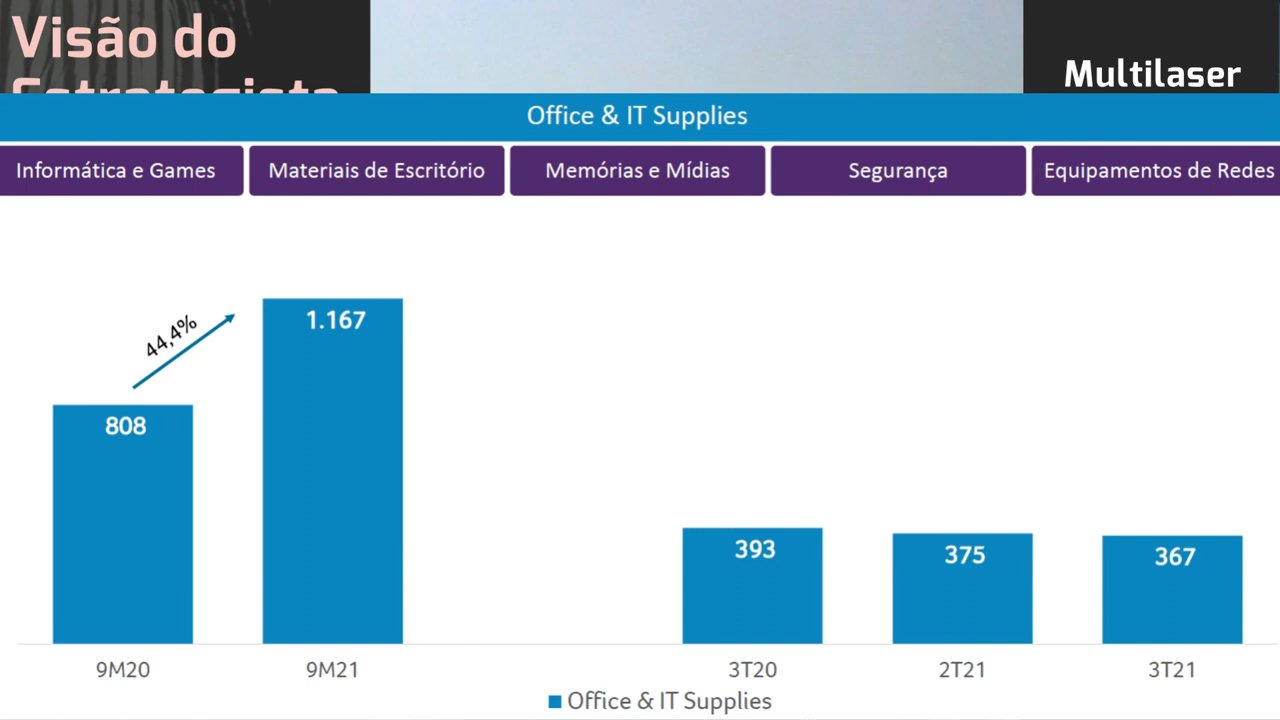 Visão do
Estrategista
Multilaser
Office & IT Supplies
Informática e Games
Materiais de Escritório
Memórias e Mídias
Segurança
Equipamentos de Redes
44,4%
808
1.167
393
375
367
9M20
9M21
3T20
2T21
3T21
Office & IT Supplies